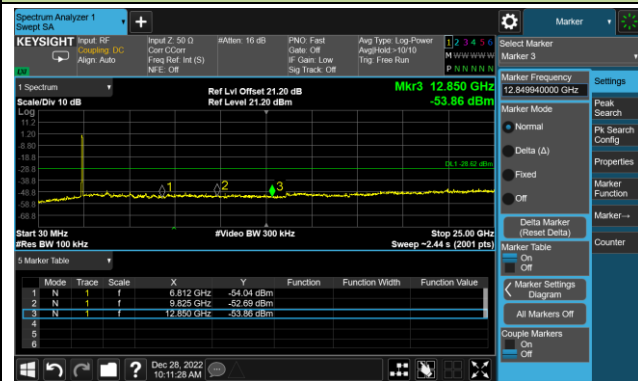 Spectrum Analyzer 1
Swept SA
Marker
KEYSIGHT
Input: RF
Coupling: DC
Align: Auto
Input Z: 50 Ω
Corr CCorr
Freq Ref: Int (S)
NFE: Off
#Atten: 16 dB
PNO: Fast
Gate: Off
IF Gain: Low
Sig Track: Off
Avg Type: Log-Power
Avg|Hold:>10/10
Trig: Free Run
1 2 3 4 5 6
M W W W W W
P N N N N N
LXI
Select Marker
Marker 3
1 Spectrum
Scale/Div 10 dB
Log
Ref Lvl Offset 21.20 dB
Ref Level 21.20 dBm
Mkr3 12.850 GHz
-53.86 dBm
11.2
1.20
-8.80
-18.8
-28.8
-38.8
-48.8
-58.8
-68.8
DL1 -28.62 dBm
1
2
3
Start 30 MHz
#Res BW 100 kHz
#Video BW 300 kHz
Stop 25.00 GHz
Sweep ~2.44 s (2001 pts)
5 Marker Table
Mode Trace Scale X Y Function Function Width Function Value
1 N 1 f 6.812 GHz -54.04 dBm
2 N 1 f 9.825 GHz -52.69 dBm
3 N 1 f 12.850 GHz -53.86 dBm
4
5
6
Dec 28, 2022
10:11:28 AM
?
Marker Frequency
12.849940000 GHz
Marker Mode
Normal
Delta (Δ)
Fixed
Off
Delta Marker
(Reset Delta)
Marker Table
On
Off
Marker Settings
Diagram
All Markers Off
Couple Markers
On
Off
Settings
Peak
Search
Pk Search
Config
Properties
Marker
Function
Marker→
Counter